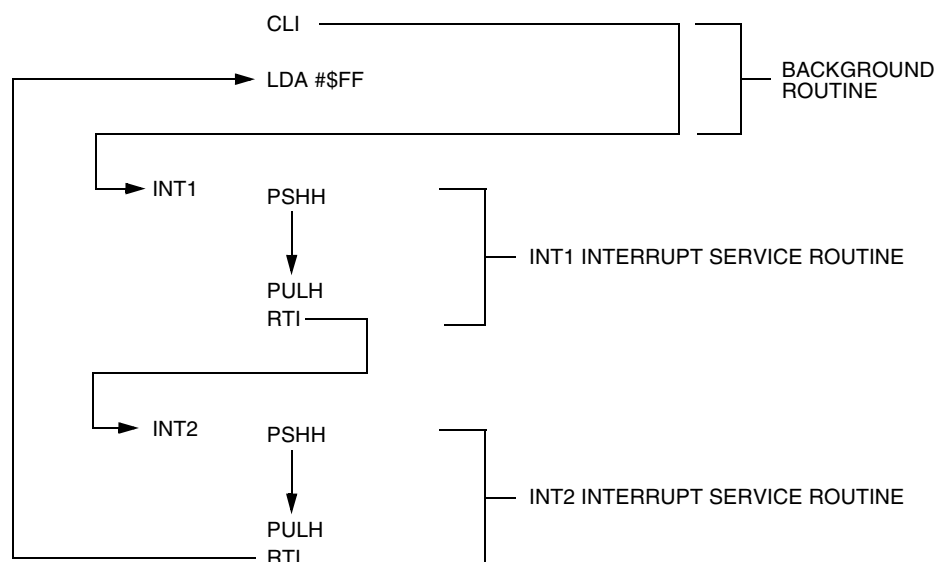 CLI
LDA #$FF
BACKGROUND
ROUTINE
INT1
PSHH
INT1 INTERRUPT SERVICE ROUTINE
PULH
RTI
INT2
PSHH
INT2 INTERRUPT SERVICE ROUTINE
PULH
RTI